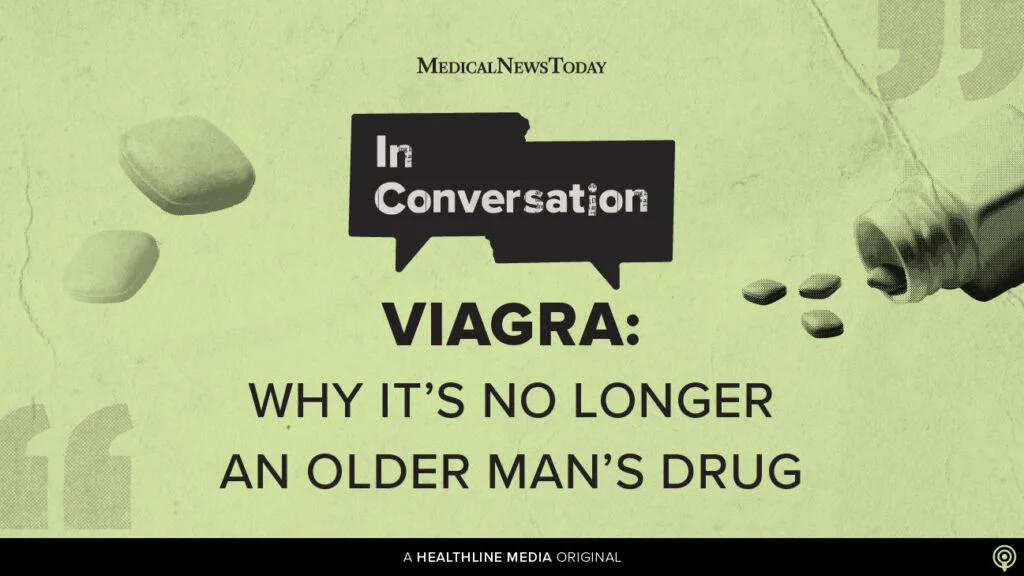 MEDICALNEWSTODAY
In
Conversation
VIAGRA:
WHY IT'S NO LONGER
AN OLDER MAN'S DRUG
A HEALTHLINE MEDIA ORIGINAL